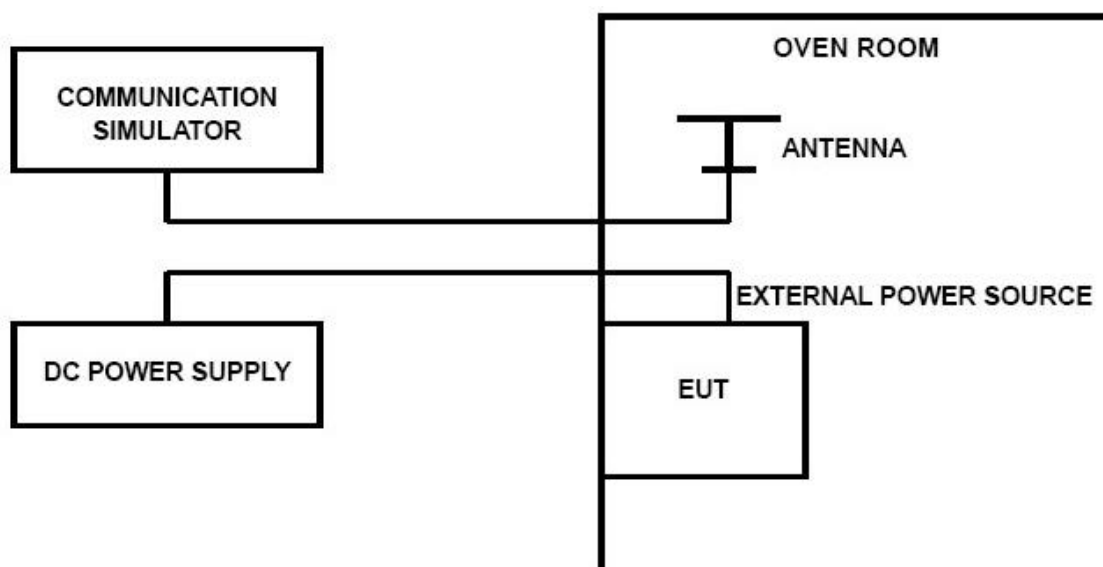 OVEN ROOM
COMMUNICATION
SIMULATOR
ANTENNA
EXTERNAL POWER SOURCE
DC POWER SUPPLY
EUT